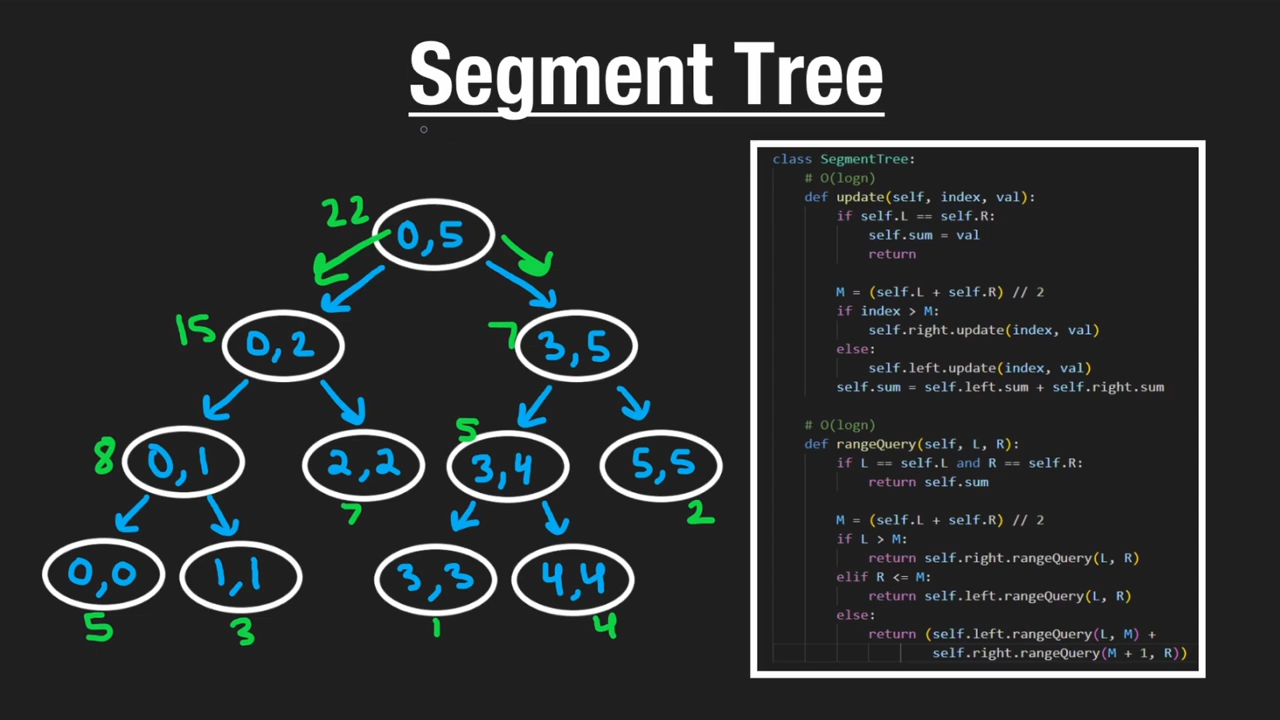 Segment Tree
22
0,5
15
0,2
7
3,5
8
0,1
2,2
7
5
3,4
5,5
2
0,0
5
1,1
3
3,3
1
4,4
4
class SegmentTree:
# O(logn)
def update(self, index, val):
if self.L == self.R:
self.sum = val
return
M = (self.L + self.R) // 2
if index > M:
self.right.update(index, val)
else:
self.left.update(index, val)
self.sum = self.left.sum + self.right.sum
# O(logn)
def rangeQuery(self, L, R):
if L == self.L and R == self.R:
return self.sum
M = (self.L + self.R) // 2
if L > M:
return self.right.rangeQuery(L, R)
elif R <= M:
return self.left.rangeQuery(L, R)
else:
return (self.left.rangeQuery(L, M) +
self.right.rangeQuery(M + 1, R))